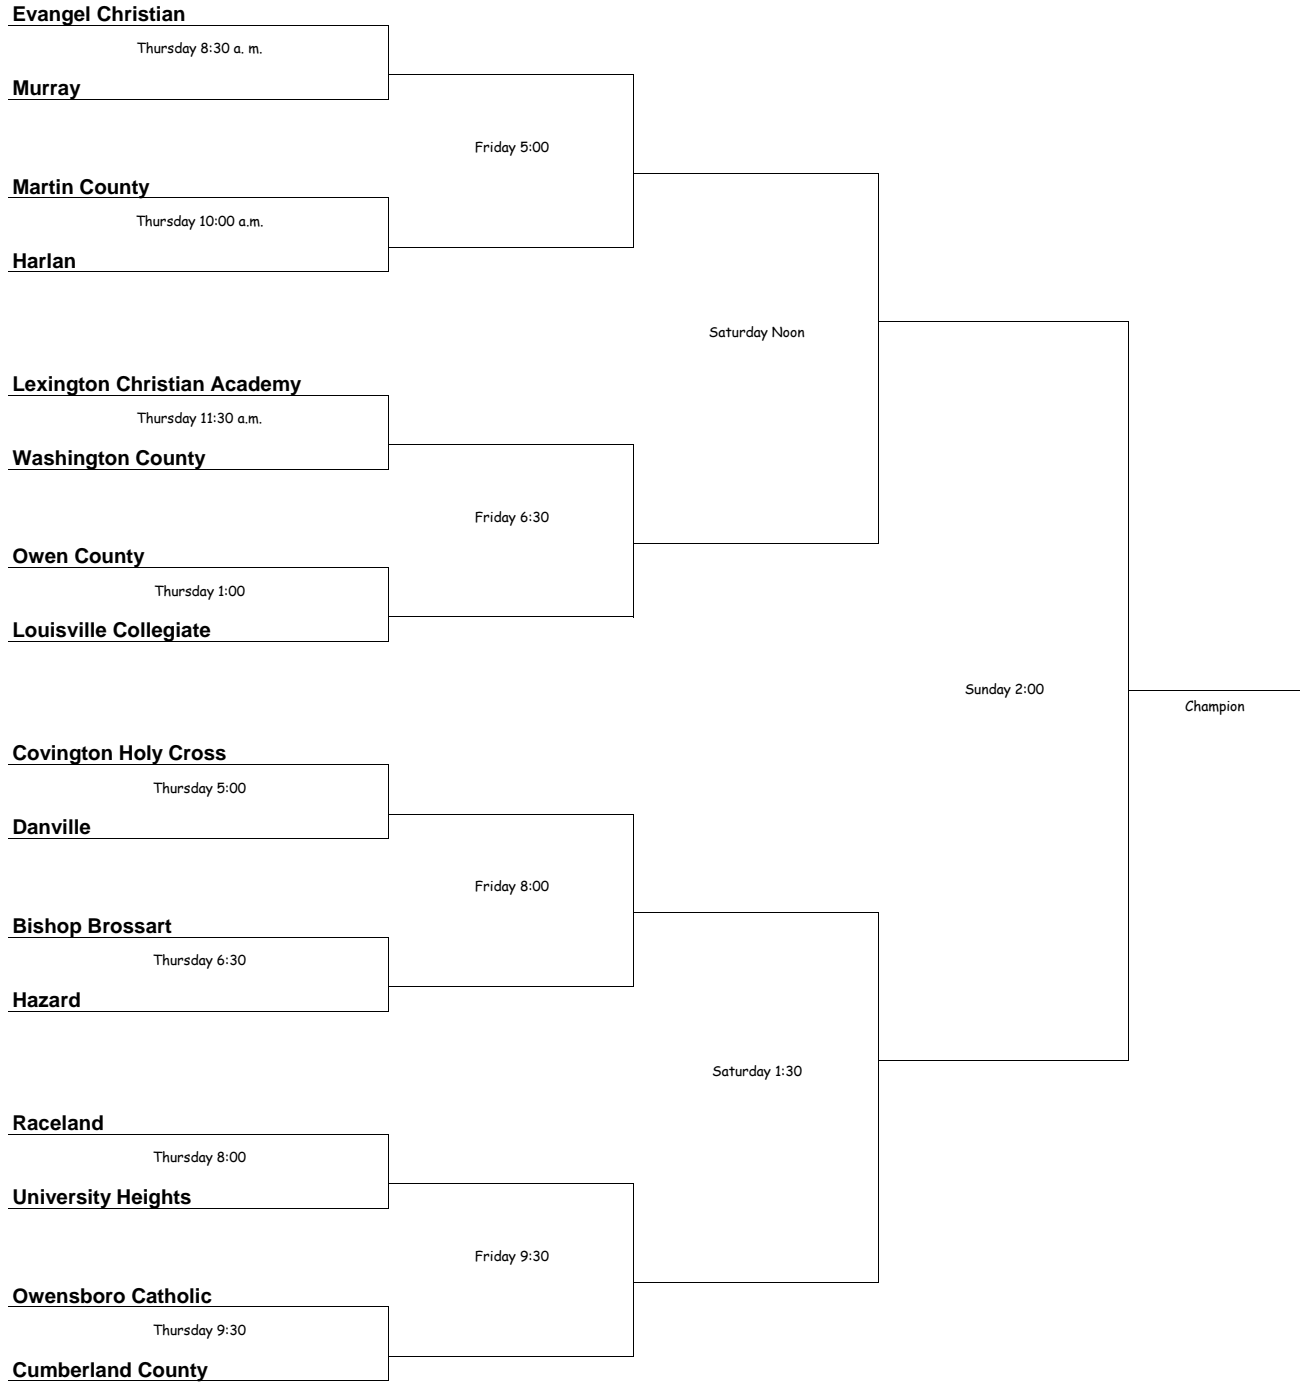 Evangel Christian
Thursday 8:30 a. m.
Murray
Friday 5:00
Martin County
Thursday 10:00 a.m.
Harlan
Saturday Noon
Lexington Christian Academy
Thursday 11:30 a.m.
Washington County
Friday 6:30
Owen County
Thursday 1:00
Louisville Collegiate
Sunday 2:00
Champion
Covington Holy Cross
Thursday 5:00
Danville
Friday 8:00
Bishop Brossart
Thursday 6:30
Hazard
Saturday 1:30
Raceland
Thursday 8:00
University Heights
Friday 9:30
Owensboro Catholic
Thursday 9:30
Cumberland County